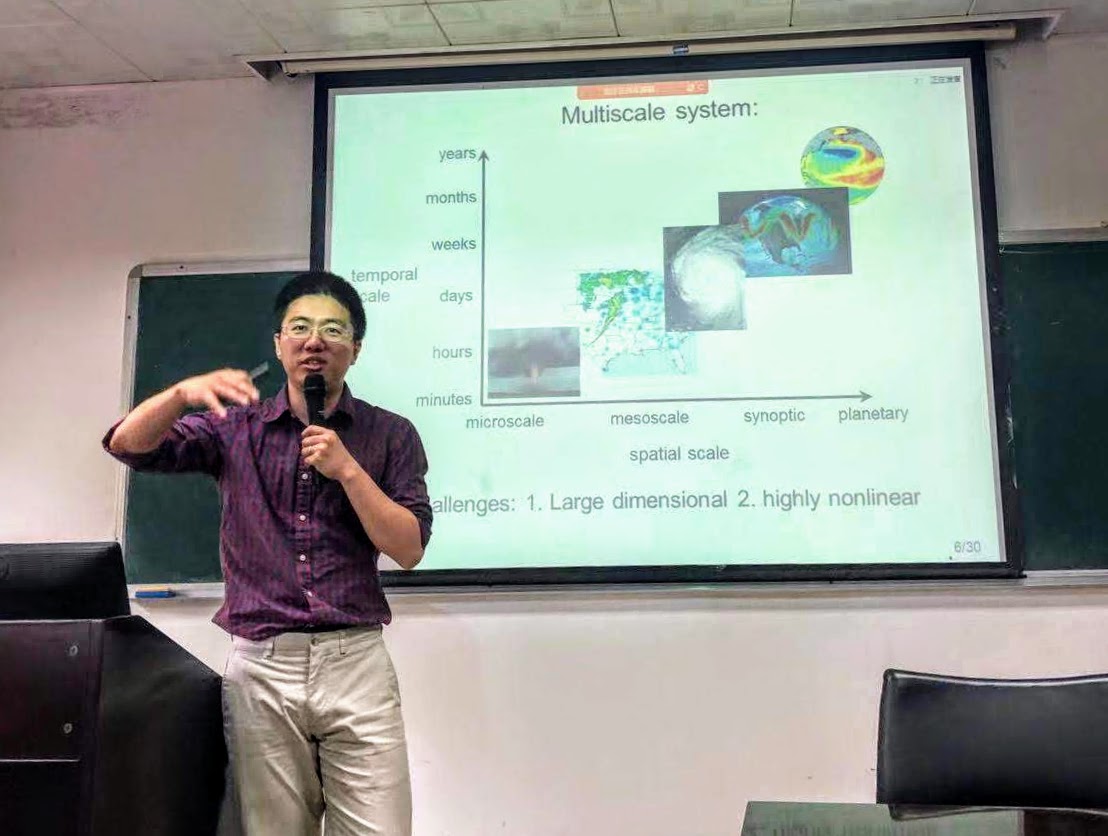 Multiscale system:
years
months
weeks
temporal
cale
days
hours
minutes
microscale
mesoscale
synoptic
planetary
spatial scale
allenges: 1. Large dimensional 2. highly nonlinear
6/30